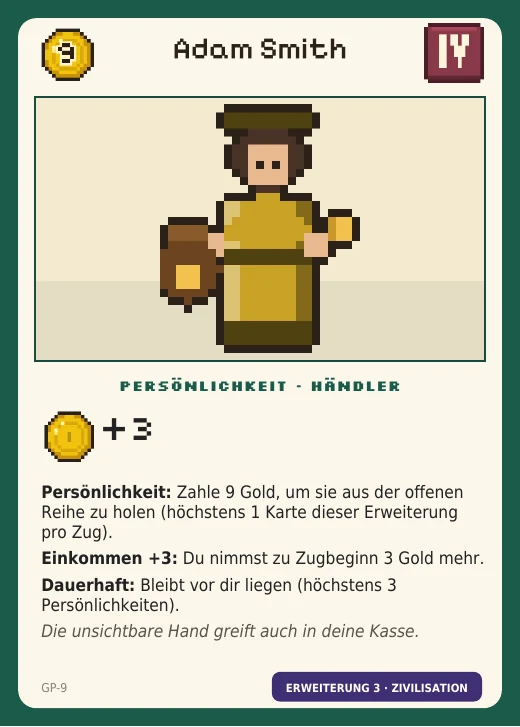 9
Adam Smith
IV
PERSÖNLICHKEIT · HÄNDLER
+3
Persönlichkeit: Zahle 9 Gold, um sie aus der offenen
Reihe zu holen (höchstens 1 Karte dieser Erweiterung
pro Zug).
Einkommen +3: Du nimmst zu Zugbeginn 3 Gold mehr.
Dauerhaft: Bleibt vor dir liegen (höchstens 3
Persönlichkeiten).
Die unsichtbare Hand greift auch in deine Kasse.
GP-9
ERWEITERUNG 3 · ZIVILISATION